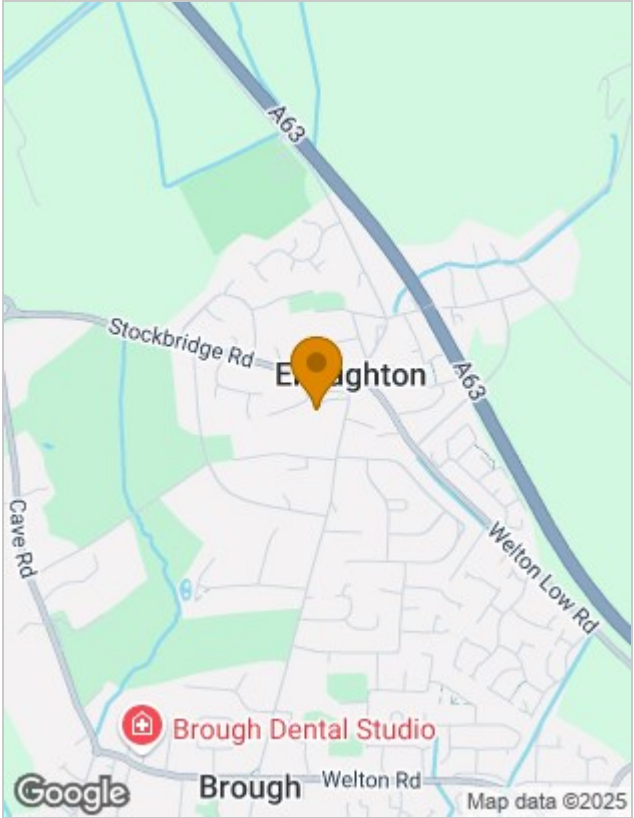 A63
Stockbridge Rd
A63
Cave Rd
Welton Low Rd
Brough Dental Studio
Brough
Welton Rd
Google
Map data ©2025